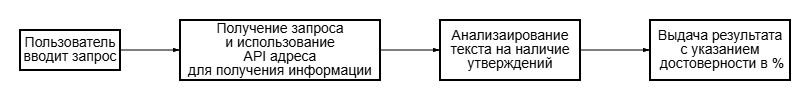 Пользователь
вводит запрос
Получение запроса
и использование
API адреса
для получения информации
Анализаирование
текста на наличие
утверждений
Выдача результата
с указанием
достоверности в %